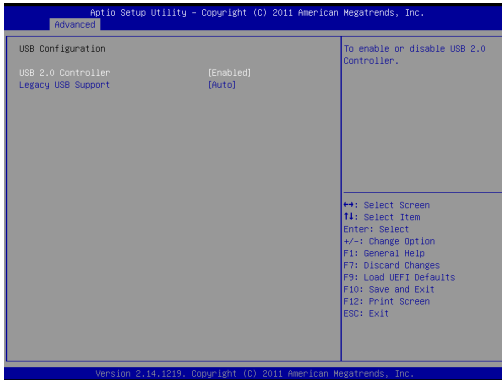 Aptio Setup Utility – Copyright (C) 2011 American Megatrends, Inc.
Advanced
USB Configuration
USB 2.0 Controller [Enabled]
Legacy USB Support [Auto]
To enable or disable USB 2.0
Controller.
↔: Select Screen
↑↓: Select Item
Enter: Select
+/-: Change Option
F1: General Help
F7: Discard Changes
F9: Load UEFI Defaults
F10: Save and Exit
F12: Print Screen
ESC: Exit
Version 2.14.1219. Copyright (C) 2011 American Megatrends, Inc.